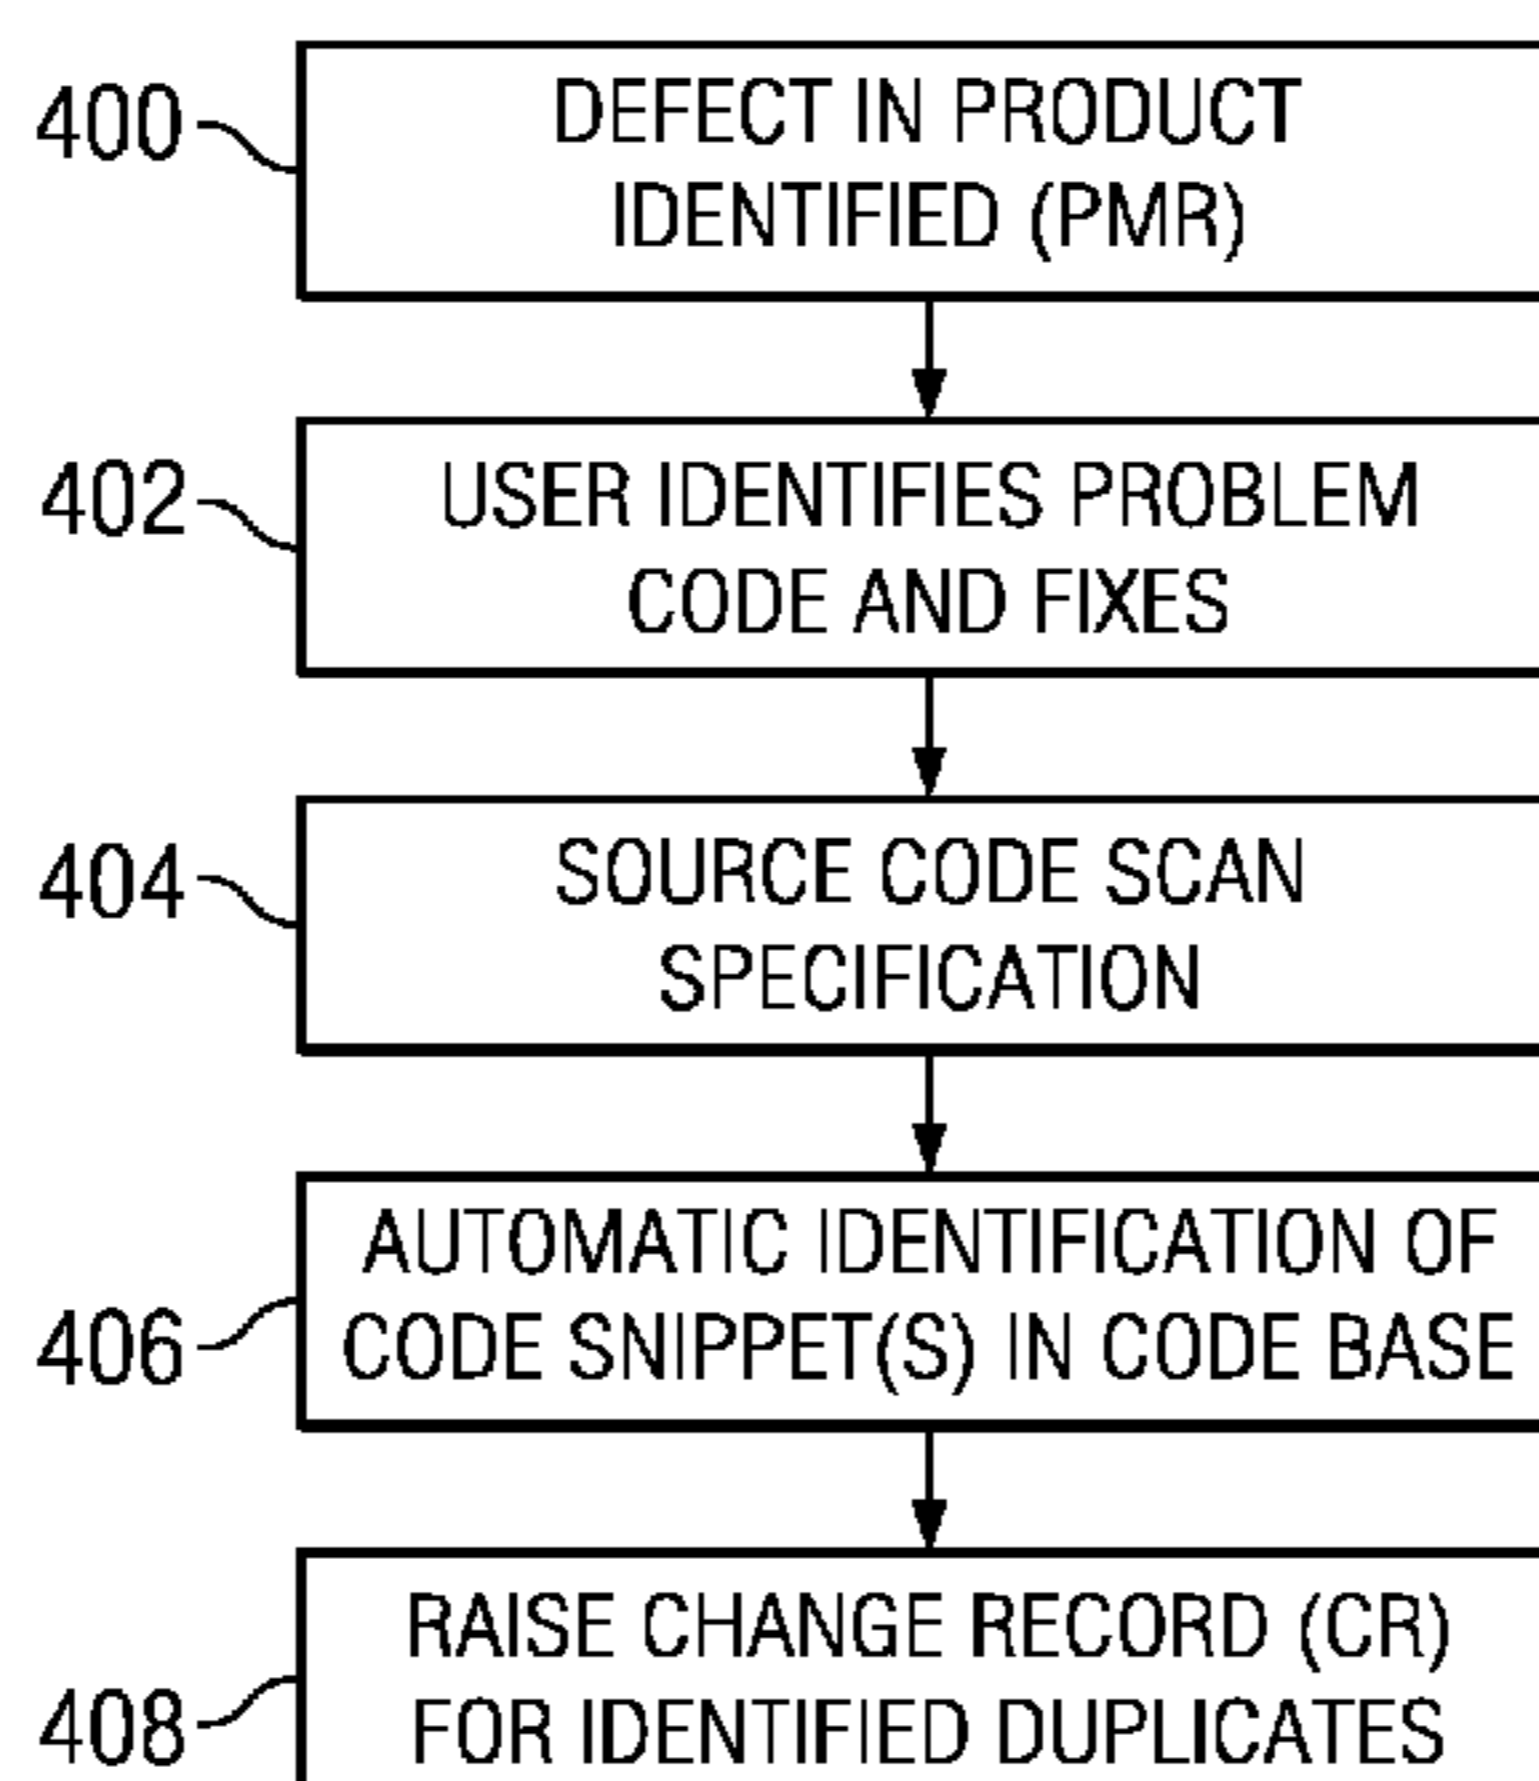 400
DEFECT IN PRODUCT
IDENTIFIED (PMR)
402
USER IDENTIFIES PROBLEM
CODE AND FIXES
404
SOURCE CODE SCAN
SPECIFICATION
406
AUTOMATIC IDENTIFICATION OF
CODE SNIPPET(S) IN CODE BASE
408
RAISE CHANGE RECORD (CR)
FOR IDENTIFIED DUPLICATES